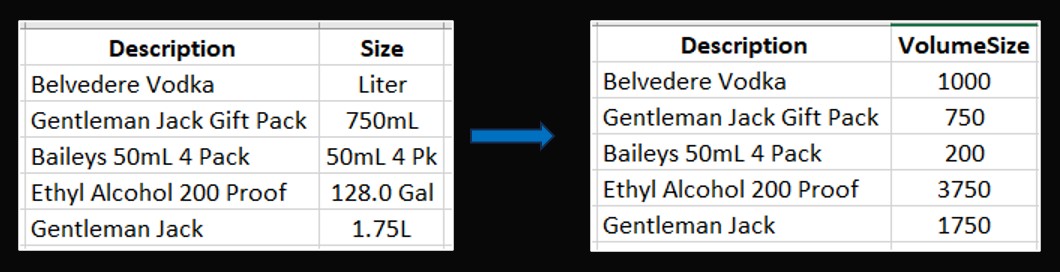 Description Size
Belvedere Vodka Liter
Gentleman Jack Gift Pack 750mL
Baileys 50mL 4 Pack 50mL 4 Pk
Ethyl Alcohol 200 Proof 128.0 Gal
Gentleman Jack 1.75L
Description VolumeSize
Belvedere Vodka 1000
Gentleman Jack Gift Pack 750
Baileys 50mL 4 Pack 200
Ethyl Alcohol 200 Proof 3750
Gentleman Jack 1750